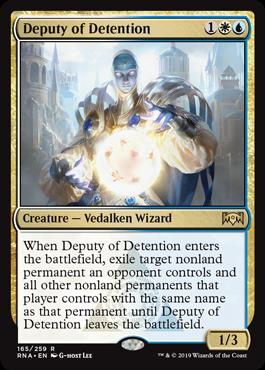 Deputy of Detention 1
Creature — Vedalken Wizard
When Deputy of Detention enters
the battlefield, exile target nonland
permanent an opponent controls and
all other nonland permanents that
player controls with the same name
as that permanent until Deputy of
Detention leaves the battlefield.
1/3
165/259 R
RNA • EN G-HOST LEE
™ & © 2019 Wizards of the Coast